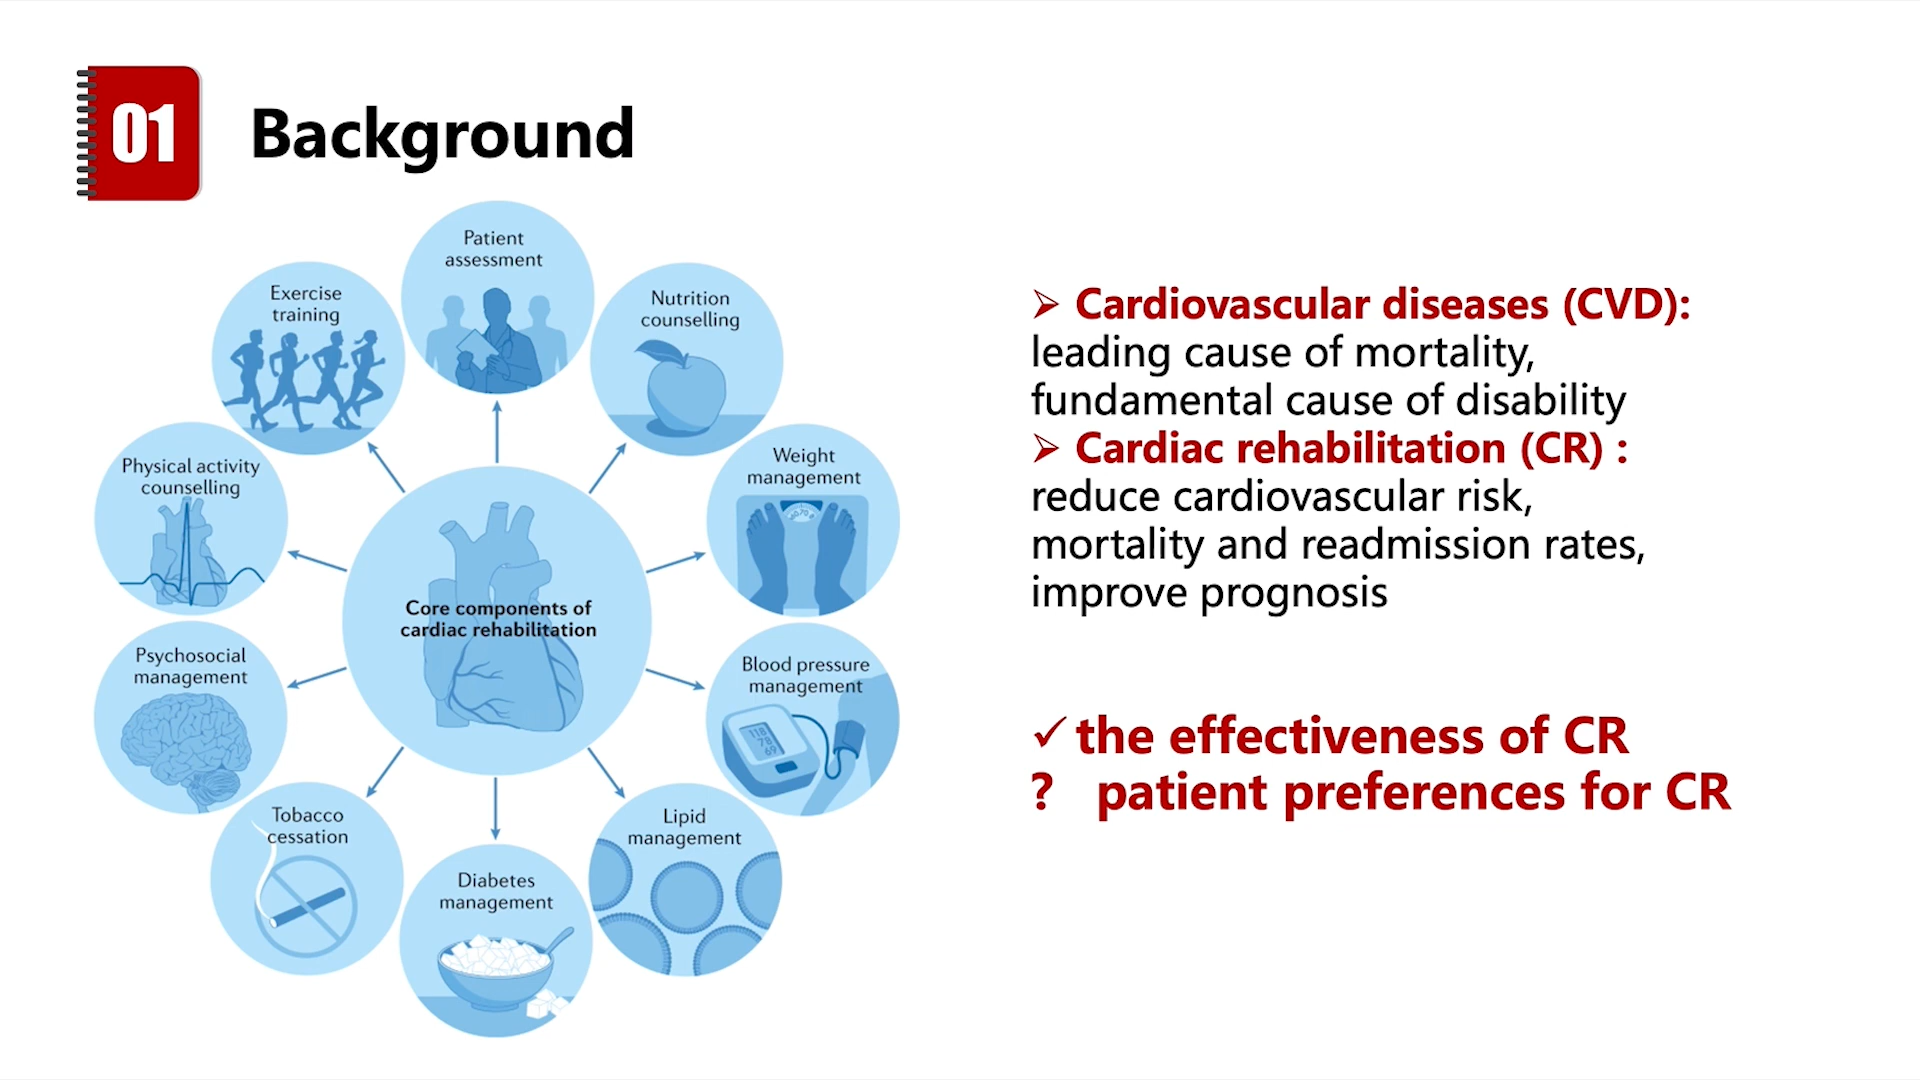 01
Background
Patient
assessment
Exercise
training
Nutrition
counselling
Physical activity
counselling
Weight
management
Core components of
cardiac rehabilitation
Psychosocial
management
Blood pressure
management
118
78
69
Tobacco
cessation
Lipid
management
Diabetes
management
➢ Cardiovascular diseases (CVD):
leading cause of mortality,
fundamental cause of disability
➢ Cardiac rehabilitation (CR) :
reduce cardiovascular risk,
mortality and readmission rates,
improve prognosis
✓ the effectiveness of CR
? patient preferences for CR